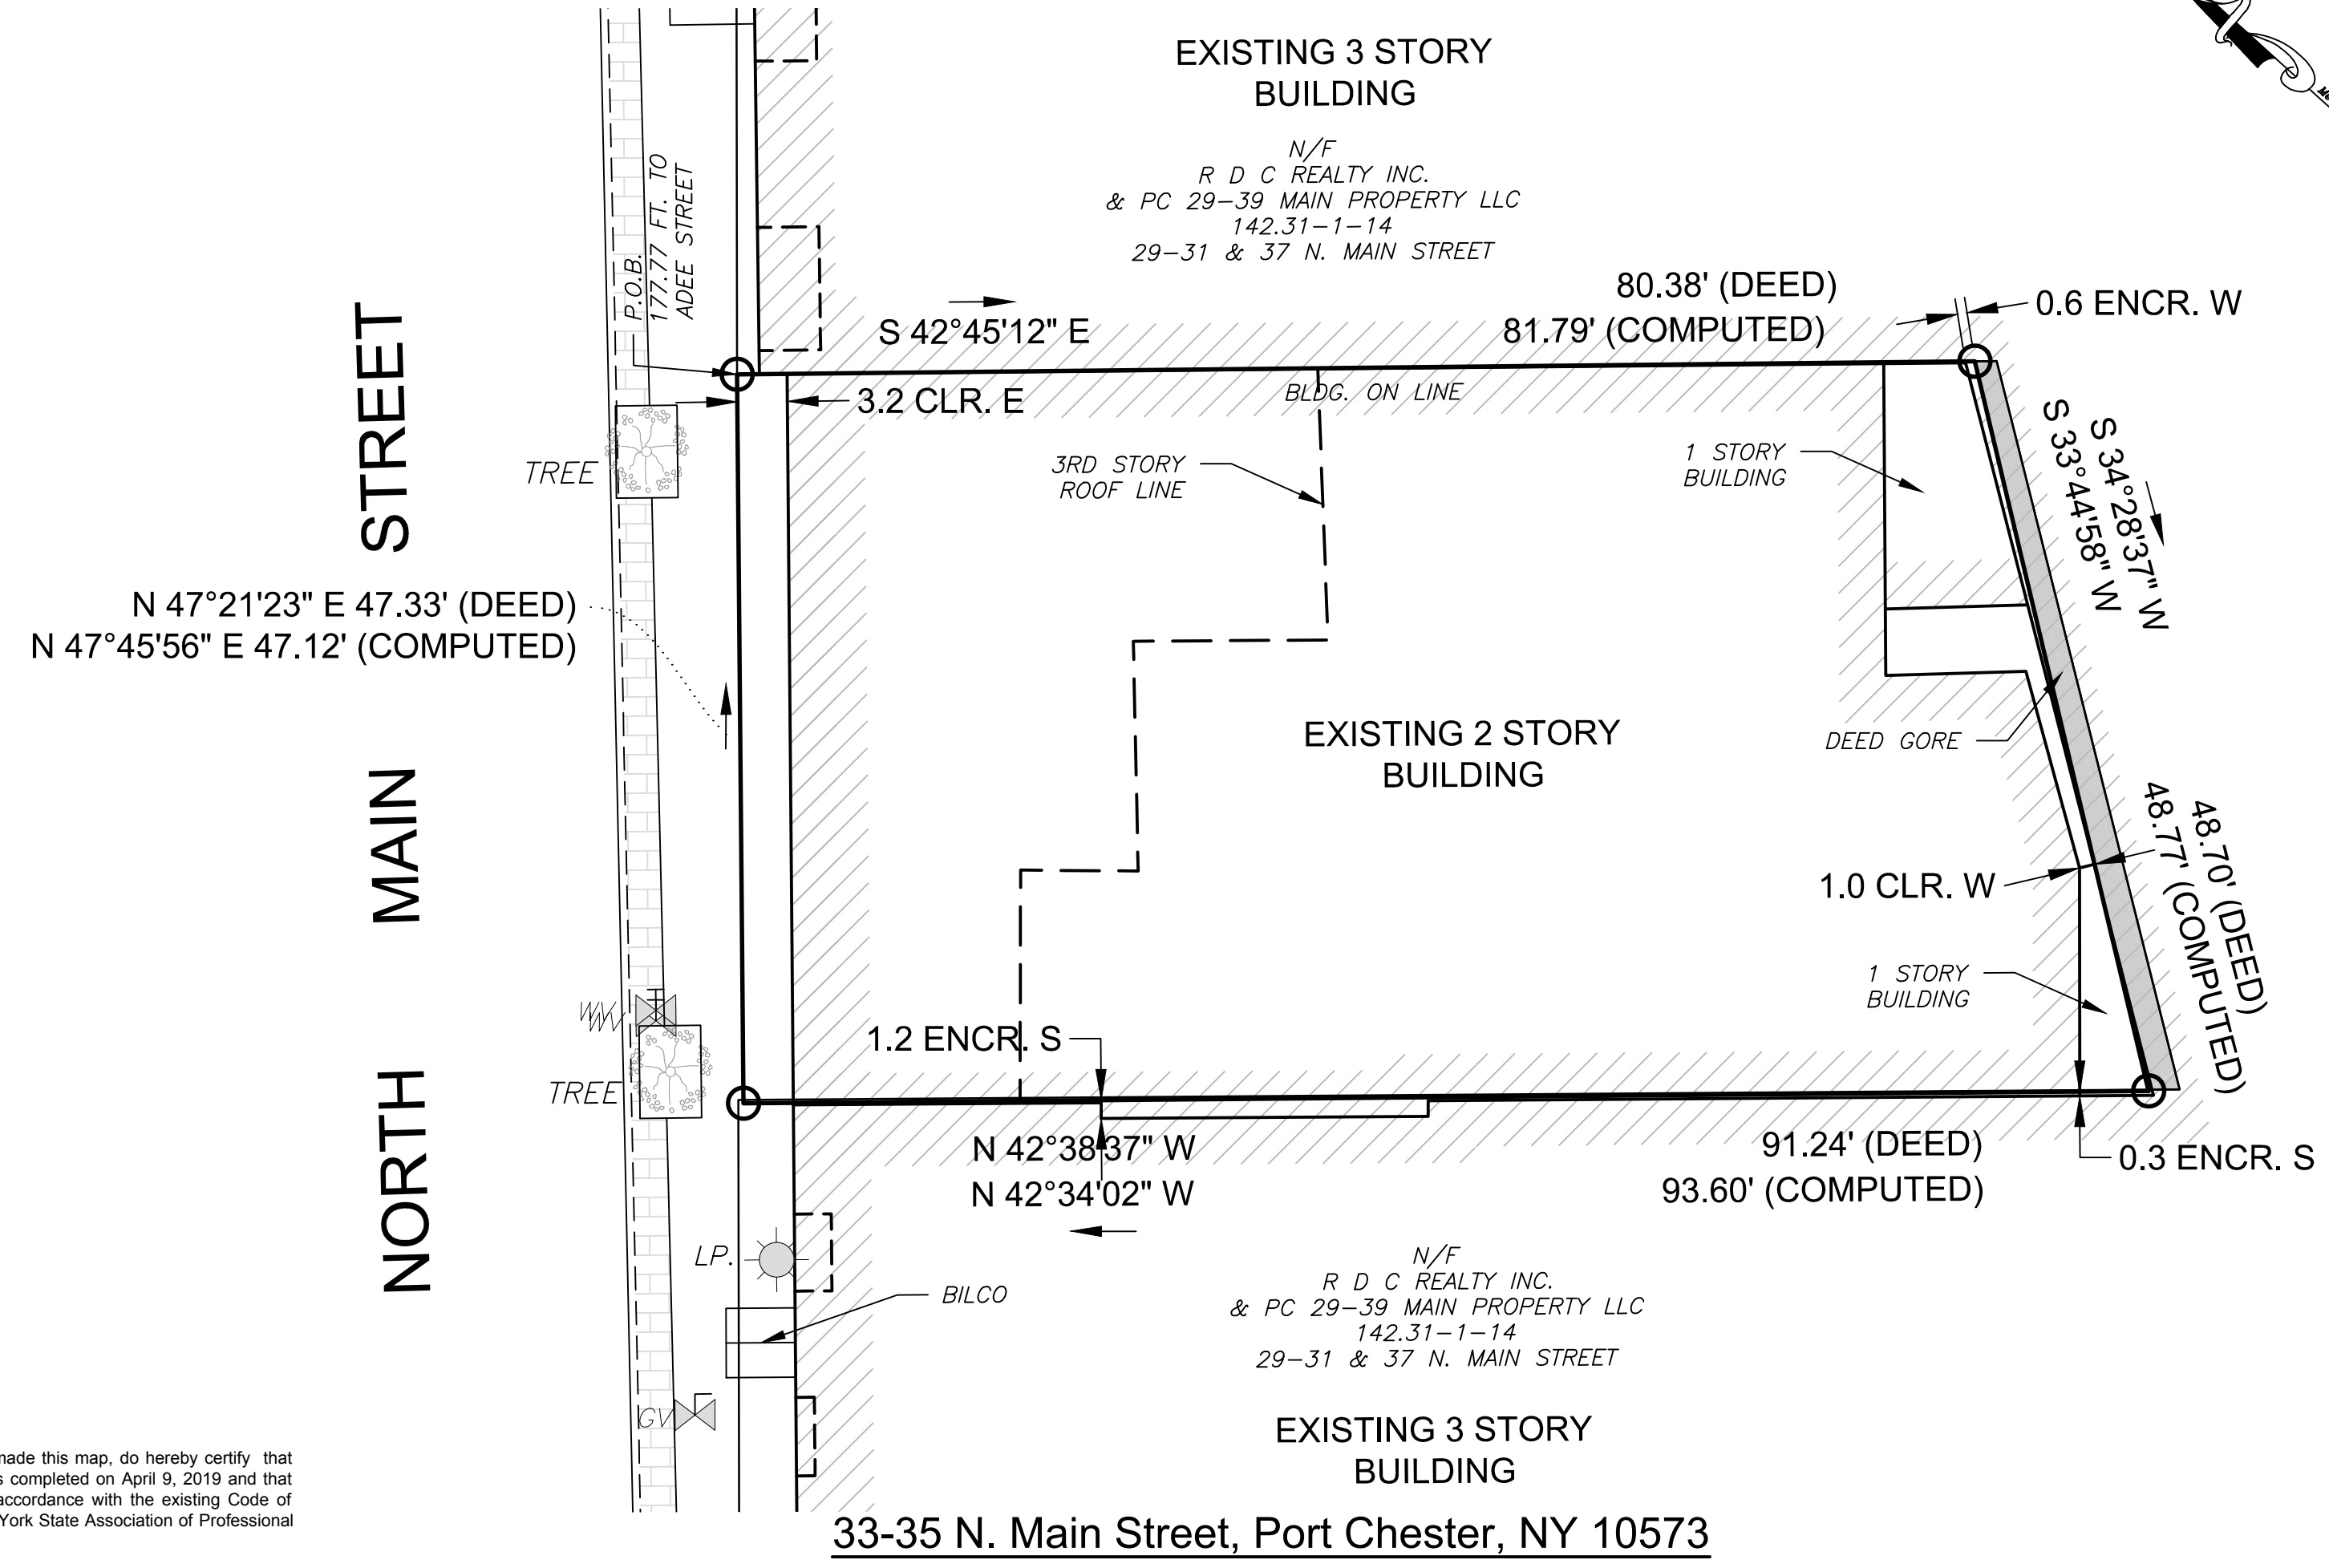 EXISTING 3 STORY
BUILDING
N/F
R D C REALTY INC.
& PC 29-39 MAIN PROPERTY LLC
142.31-1-14
29-31 & 37 N. MAIN STREET
P.O.B.
177.77 FT. TO
ADEE STREET
80.38' (DEED)
81.79' (COMPUTED)
0.6 ENCR. W
S 42°45'12" E
3.2 CLR. E
BLDG. ON LINE
TREE
3RD STORY
ROOF LINE
1 STORY
BUILDING
S 34°28'37" W
S 33°44'58" W
N 47°21'23" E 47.33' (DEED)
N 47°45'56" E 47.12' (COMPUTED)
NORTH MAIN STREET
EXISTING 2 STORY
BUILDING
DEED GORE
48.70' (DEED)
48.77' (COMPUTED)
1.0 CLR. W
1 STORY
BUILDING
WV
1.2 ENCR. S
TREE
N 42°38'37" W
N 42°34'02" W
91.24' (DEED)
93.60' (COMPUTED)
0.3 ENCR. S
LP.
BILCO
N/F
R D C REALTY INC.
& PC 29-39 MAIN PROPERTY LLC
142.31-1-14
29-31 & 37 N. MAIN STREET
GV
EXISTING 3 STORY
BUILDING
made this map, do hereby certify that
s completed on April 9, 2019 and that
accordance with the existing Code of
York State Association of Professional
33-35 N. Main Street, Port Chester, NY 10573